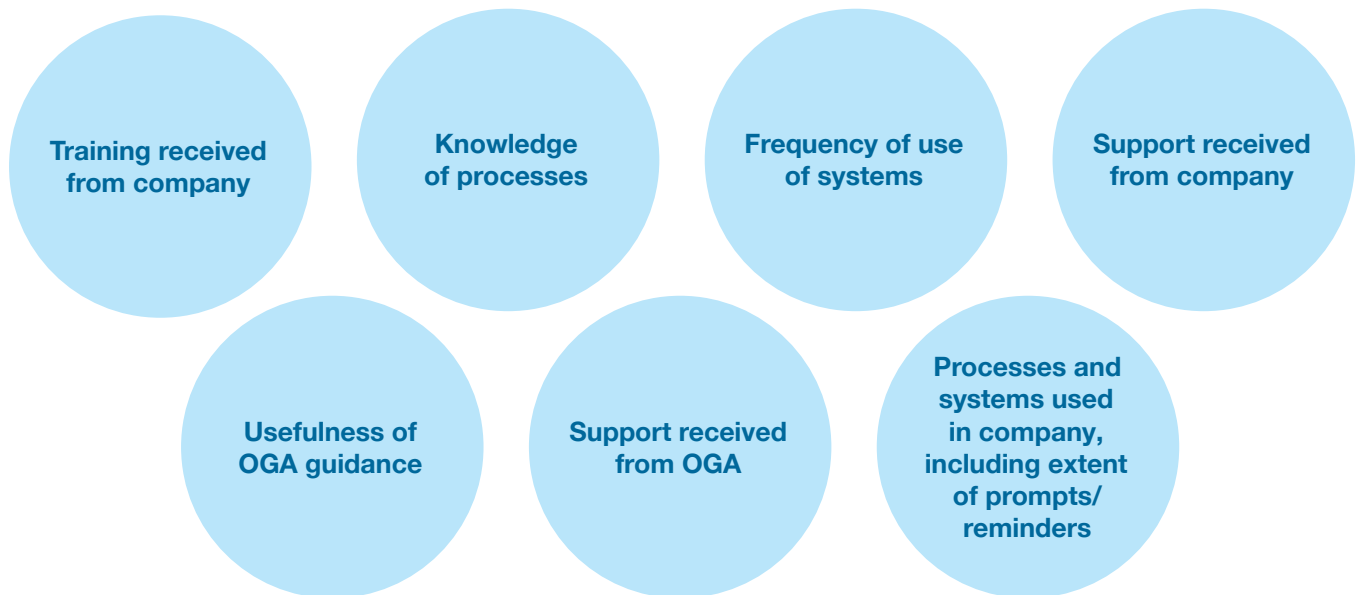 Training received
from company
Knowledge
of processes
Frequency of use
of systems
Support received
from company
Usefulness of
OGA guidance
Support received
from OGA
Processes and
systems used
in company,
including extent
of prompts/
reminders